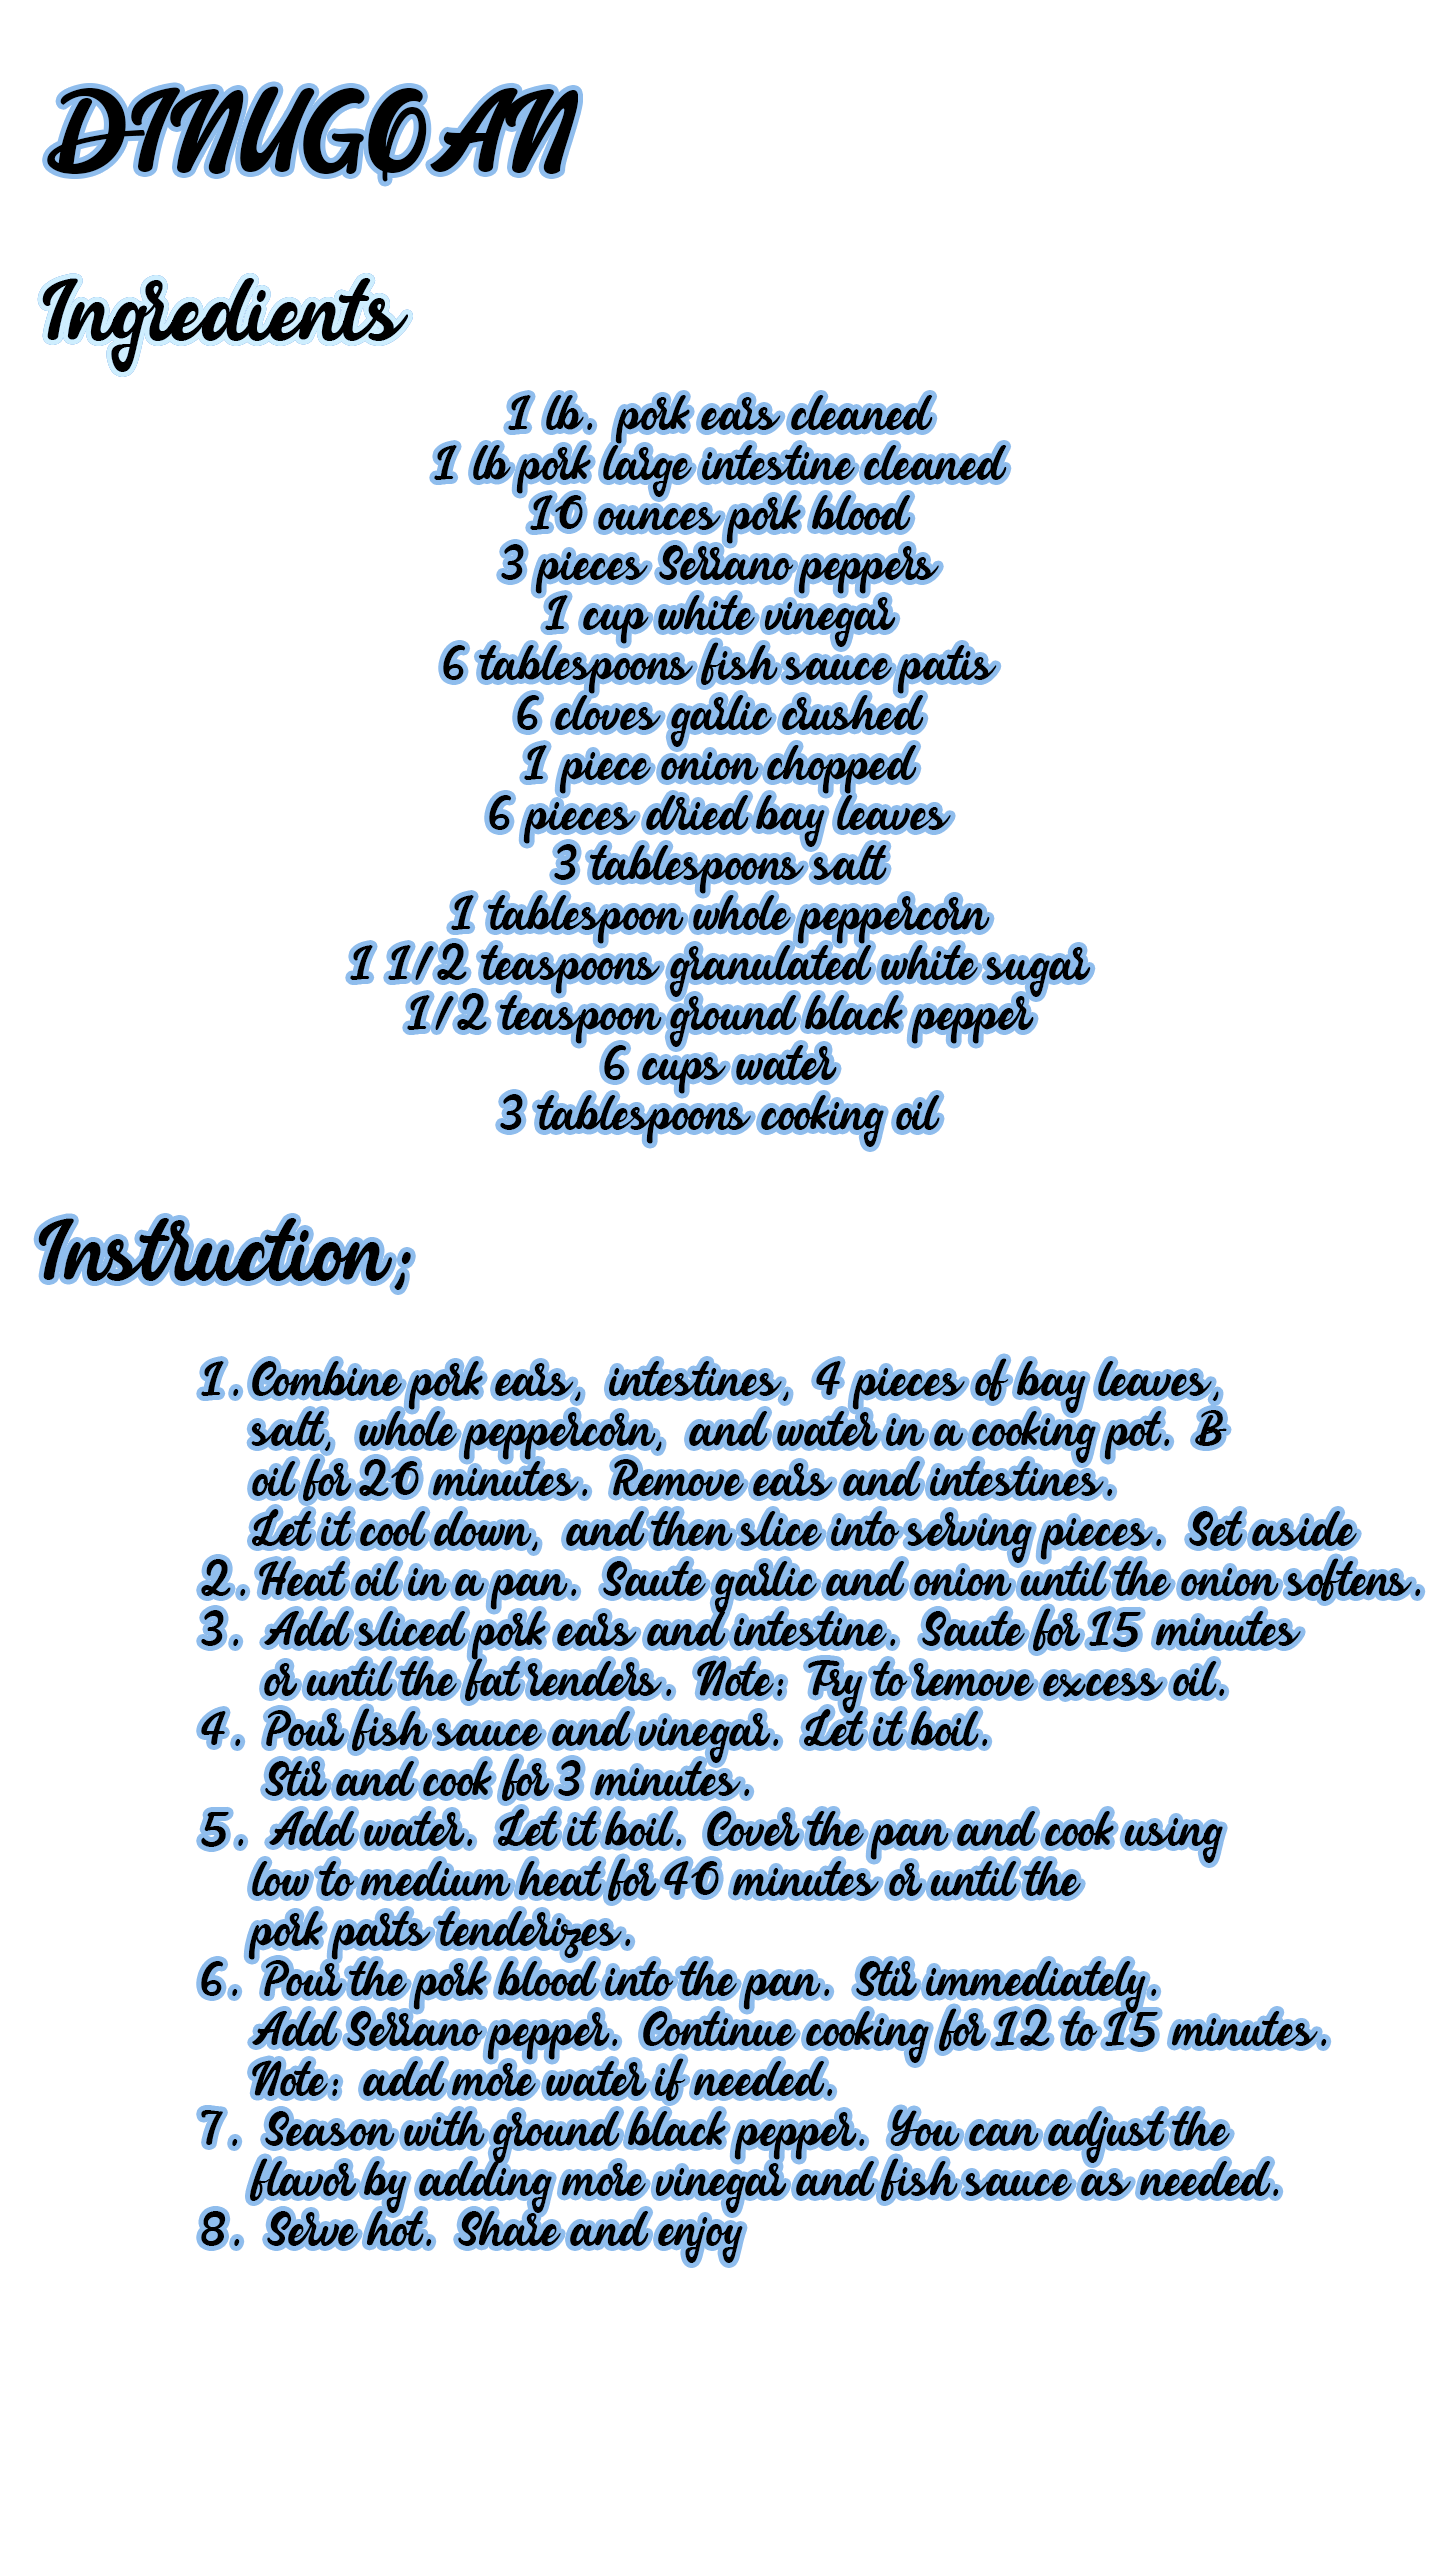 DINUGOAN
Ingredients
1 lb. pork ears cleaned
1 lb pork large intestine cleaned
10 ounces pork blood
3 pieces Serrano peppers
1 cup white vinegar
6 tablespoons fish sauce patis
6 cloves garlic crushed
1 piece onion chopped
6 pieces dried bay leaves
3 tablespoons salt
1 tablespoon whole peppercorn
1 1/2 teaspoons granulated white sugar
1/2 teaspoon ground black pepper
6 cups water
3 tablespoons cooking oil
Instruction;
1. Combine pork ears, intestines, 4 pieces of bay leaves,
salt, whole peppercorn, and water in a cooking pot. B
oil for 20 minutes. Remove ears and intestines.
Let it cool down, and then slice into serving pieces. Set aside
2. Heat oil in a pan. Saute garlic and onion until the onion softens.
3. Add sliced pork ears and intestine. Saute for 15 minutes
or until the fat renders. Note: Try to remove excess oil.
4. Pour fish sauce and vinegar. Let it boil.
Stir and cook for 3 minutes.
5. Add water. Let it boil. Cover the pan and cook using
low to medium heat for 40 minutes or until the
pork parts tenderizes.
6. Pour the pork blood into the pan. Stir immediately.
Add Serrano pepper. Continue cooking for 12 to 15 minutes.
Note: add more water if needed.
7. Season with ground black pepper. You can adjust the
flavor by adding more vinegar and fish sauce as needed.
8. Serve hot. Share and enjoy